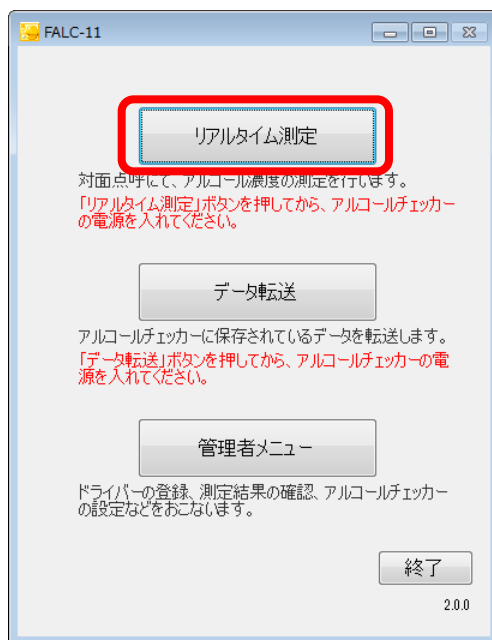 FALC-11
リアルタイム測定
対面点呼にて、アルコール濃度の測定を行います。
「リアルタイム測定」ボタンを押してから、アルコールチェッカー
の電源を入れてください。
データ転送
アルコールチェッカーに保存されているデータを転送します。
「データ転送」ボタンを押してから、アルコールチェッカーの電
源を入れてください。
管理者メニュー
ドライバーの登録、測定結果の確認、アルコールチェッカー
の設定などをおこないます。
終了
2.0.0